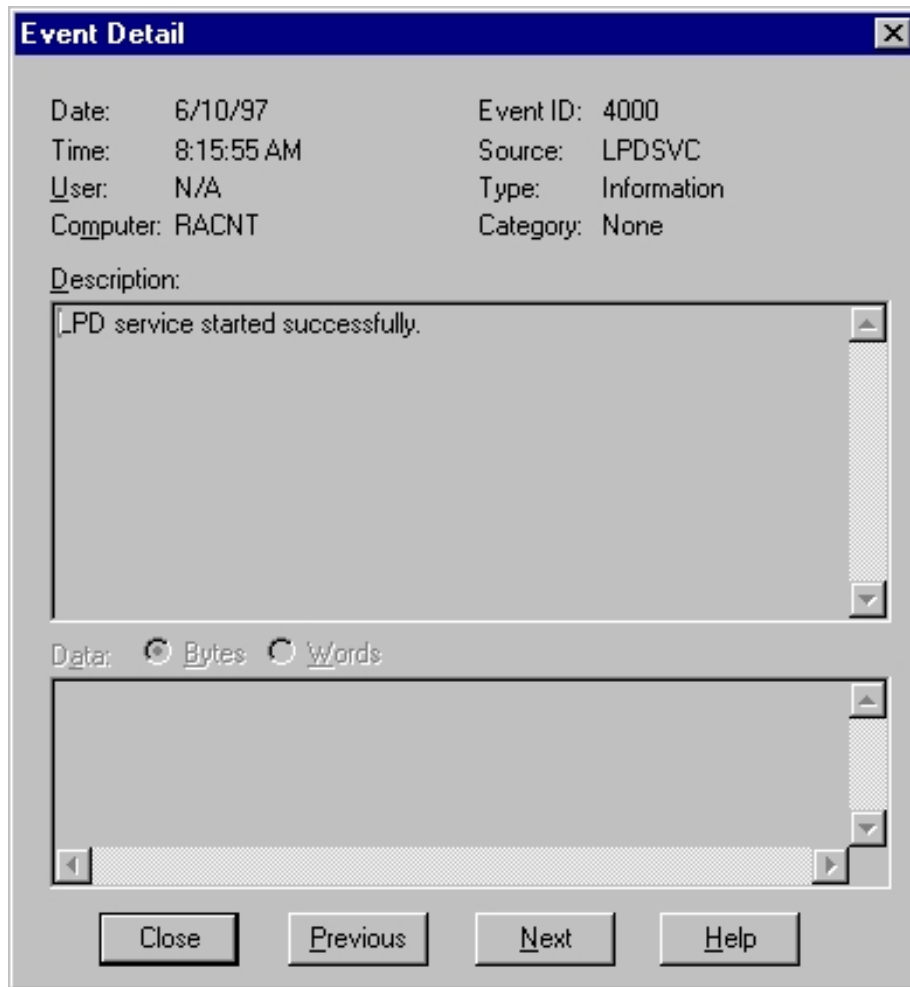 Event Detail
Date: 6/10/97 Event ID: 4000
Time: 8:15:55 AM Source: LPDSVC
User: N/A Type: Information
Computer: RACNT Category: None
Description:
LPD service started successfully.
Data: Bytes Words
Close Previous Next Help